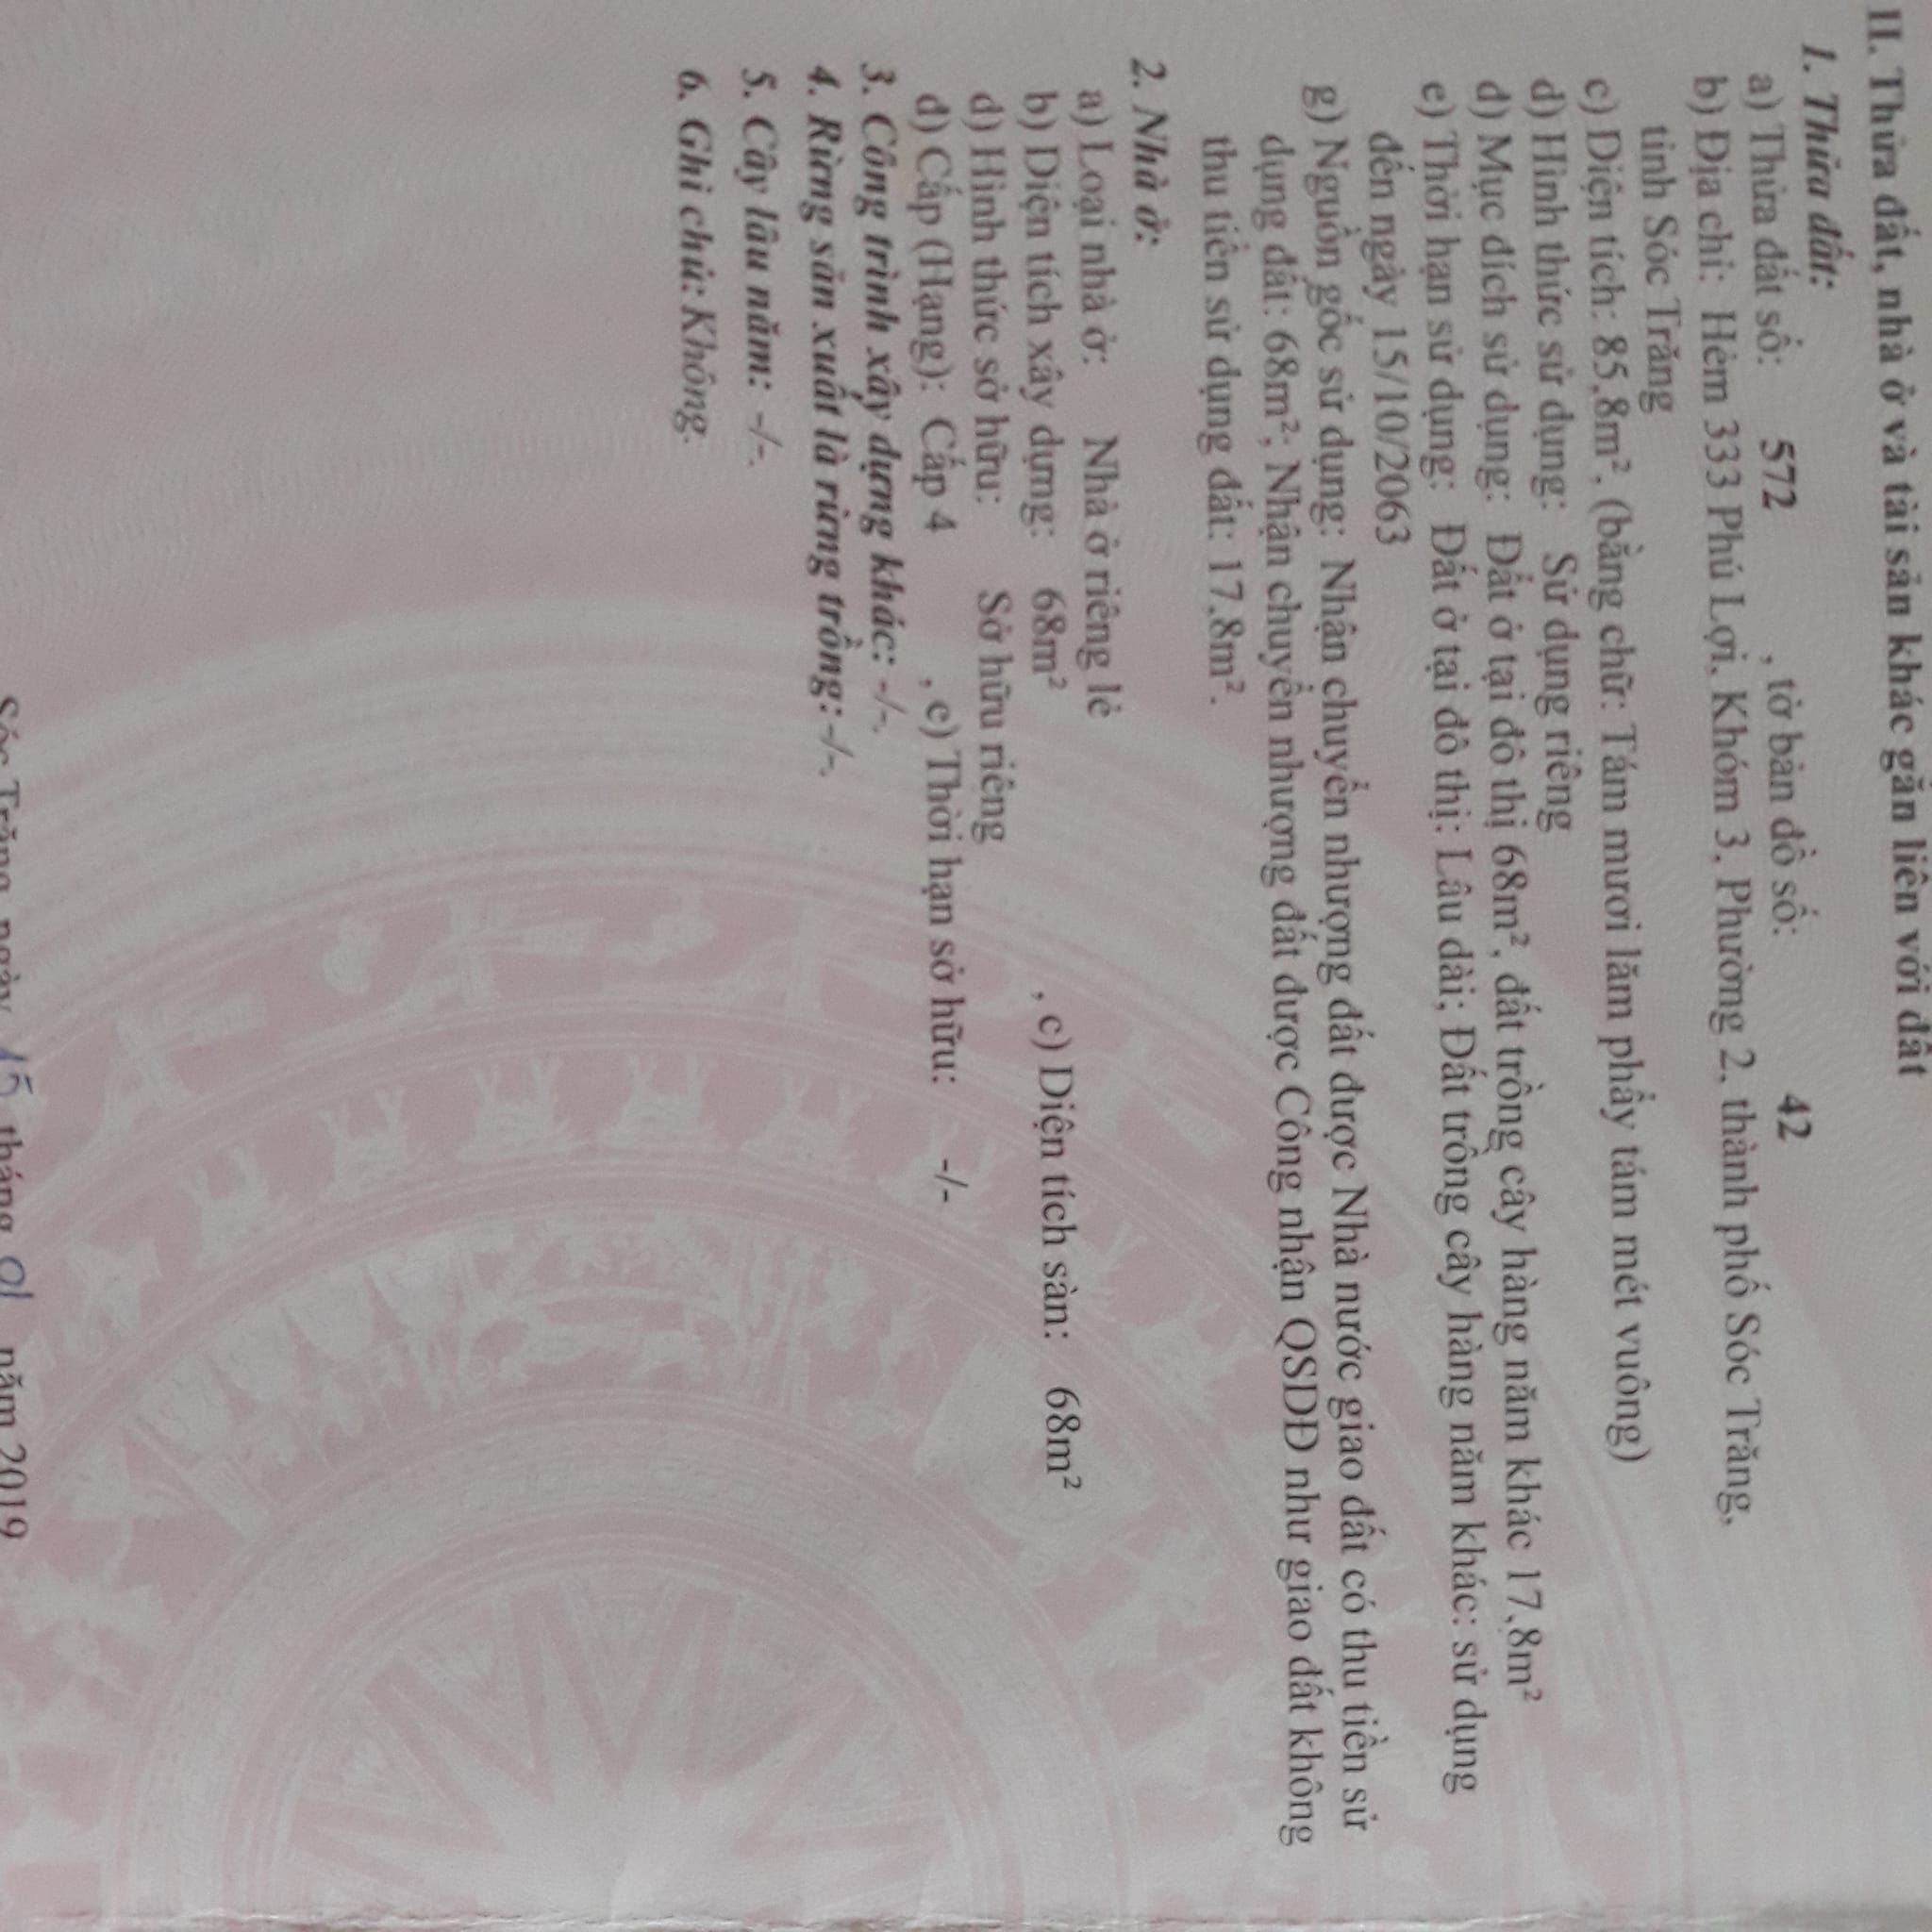 II. Thửa đất, nhà ở và tài sản khác gắn liền với đất
1. Thửa đất:
a) Thửa đất số: 572 , tờ bản đồ số: 42
b) Địa chỉ: Hẻm 333 Phú Lợi, Khóm 3, Phường 2, thành phố Sóc Trăng,
tỉnh Sóc Trăng
c) Diện tích: 85,8m², (bằng chữ: Tám mươi lăm phẩy tám mét vuông)
d) Hình thức sử dụng: Sử dụng riêng
đ) Mục đích sử dụng: Đất ở tại đô thị 68m², đất trồng cây hàng năm khác 17,8m²
e) Thời hạn sử dụng: Đất ở tại đô thị: Lâu dài; Đất trồng cây hàng năm khác: sử dụng
đến ngày 15/10/2063
g) Nguồn gốc sử dụng: Nhận chuyển nhượng đất được Nhà nước giao đất có thu tiền sử
dụng đất: 68m²; Nhận chuyển nhượng đất được Công nhận QSDĐ như giao đất không
thu tiền sử dụng đất: 17,8m².
2. Nhà ở:
a) Loại nhà ở: Nhà ở riêng lẻ
b) Diện tích xây dựng: 68m² , c) Diện tích sàn: 68m²
d) Hình thức sở hữu: Sở hữu riêng
đ) Cấp (Hạng): Cấp 4 , e) Thời hạn sở hữu: -/-
3. Công trình xây dựng khác: -/-.
4. Rừng sản xuất là rừng trồng: -/-.
5. Cây lâu năm: -/-.
6. Ghi chú: Không.
Sóc Trăng, ngày 15 tháng 01 năm 2019